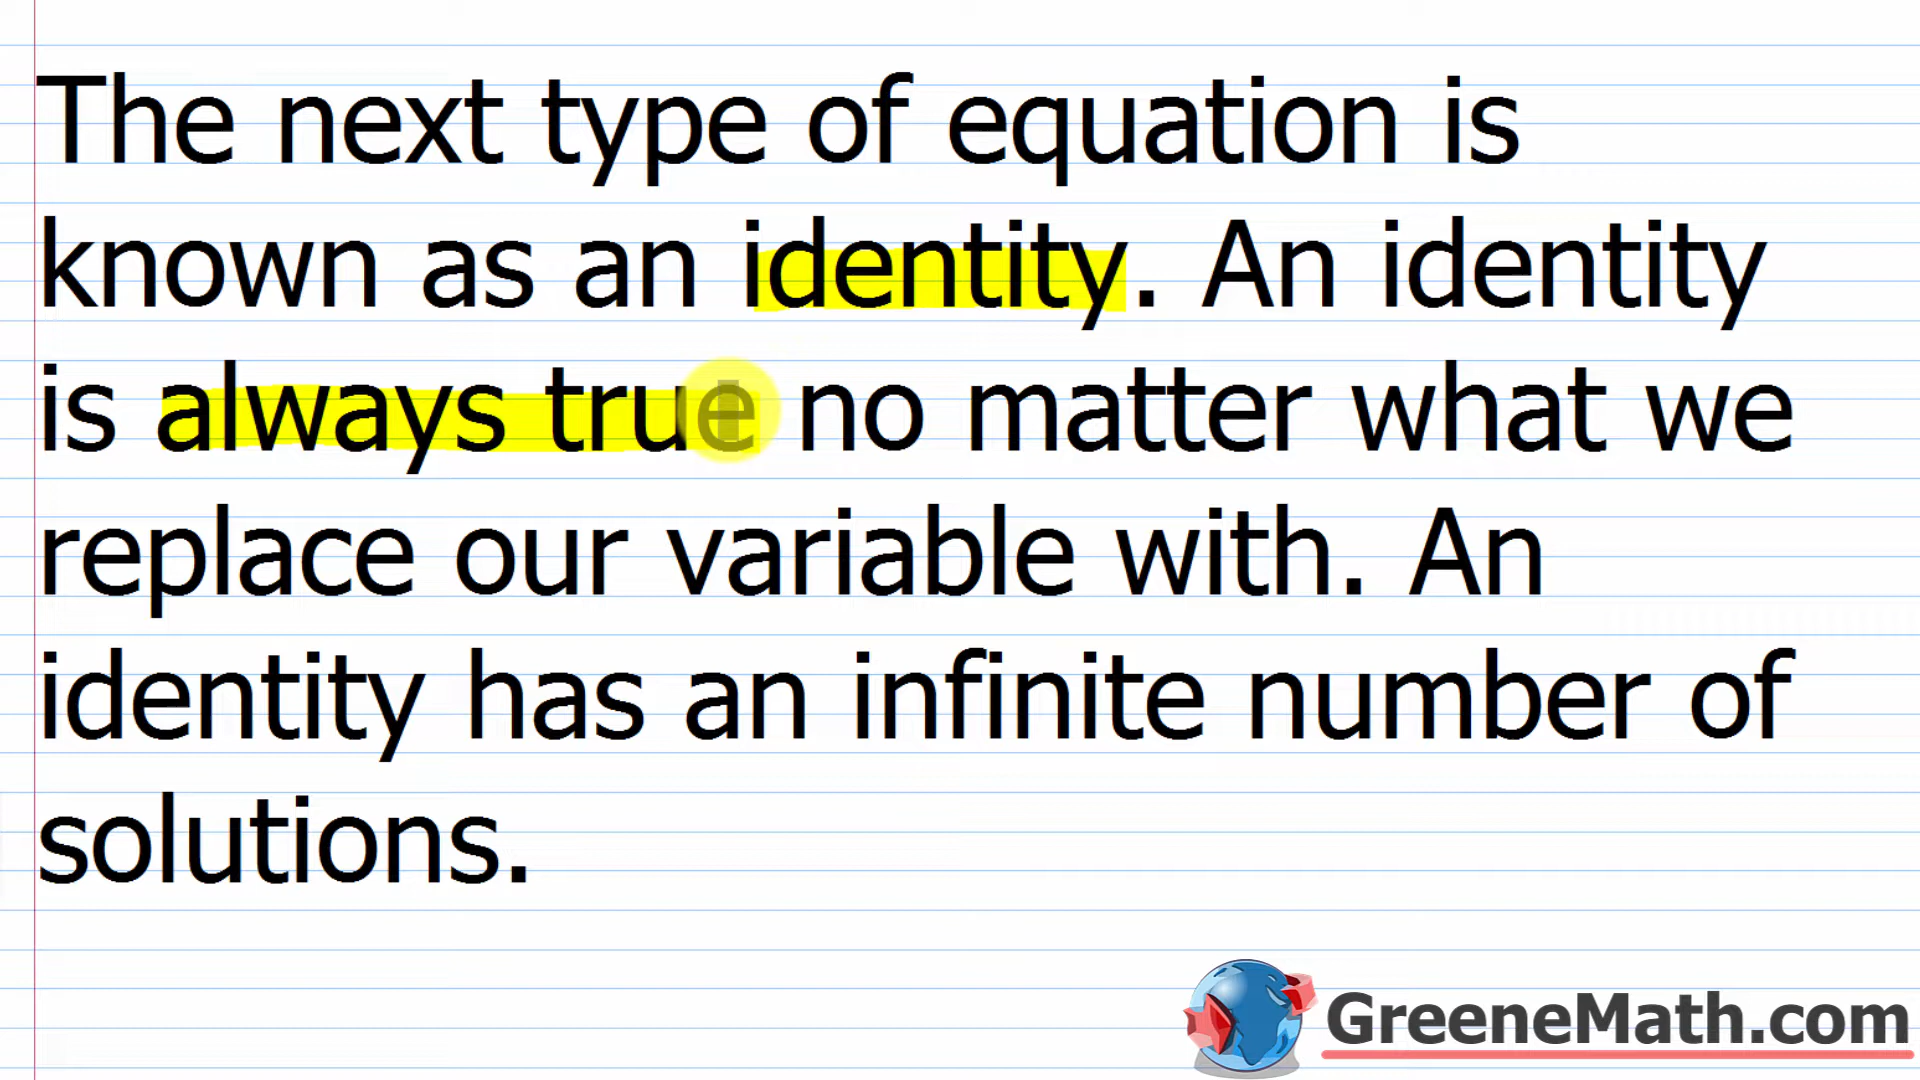 The next type of equation is
known as an identity. An identity
is always true no matter what we
replace our variable with. An
identity has an infinite number of
solutions.
GreeneMath.com